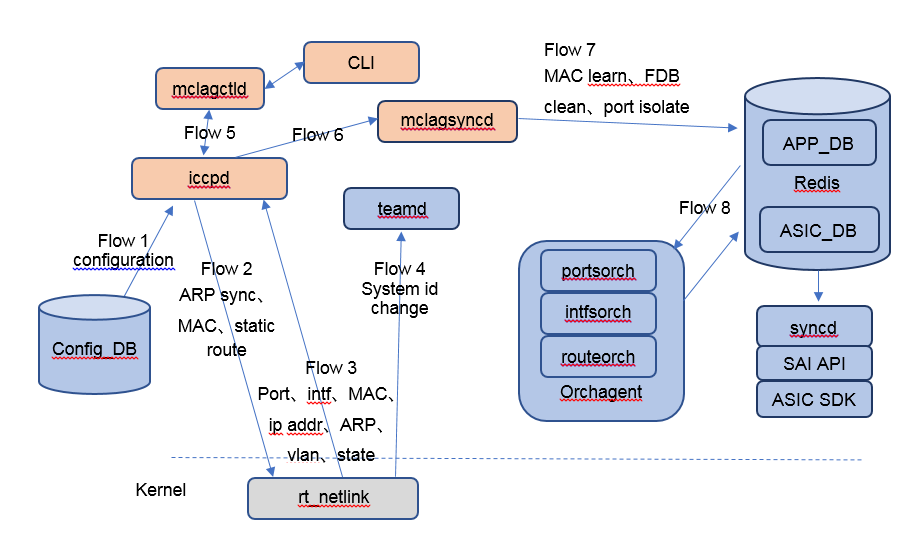 CLI
mclagctld
Flow 5
Flow 6
mclagsyncd
Flow 7
MAC learn、FDB
clean、port isolate
APP_DB
Redis
ASIC_DB
iccpd
teamd
Flow 8
Flow 1
configuration
Config_DB
Flow 2
ARP sync、
MAC、static
route
Flow 4
System id
change
Flow 3
Port、intf、MAC、
ip addr、ARP、
vlan、state
portsorch
intfsorch
routeorch
Orchagent
syncd
SAI API
ASIC SDK
Kernel
rt_netlink